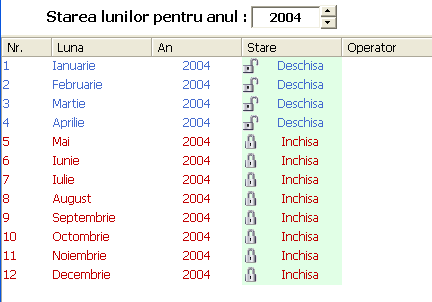 Starea lunilor pentru anul : 2004
Nr. Luna An Stare Operator
1 Ianuarie 2004 Deschisa
2 Februarie 2004 Deschisa
3 Martie 2004 Deschisa
4 Aprilie 2004 Deschisa
5 Mai 2004 Inchisa
6 Iunie 2004 Inchisa
7 Iulie 2004 Inchisa
8 August 2004 Inchisa
9 Septembrie 2004 Inchisa
10 Octombrie 2004 Inchisa
11 Noiembrie 2004 Inchisa
12 Decembrie 2004 Inchisa